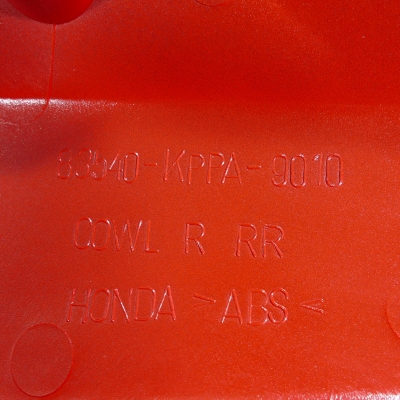 83540-KPPA-9010
COWL R RR
HONDA >ABS<